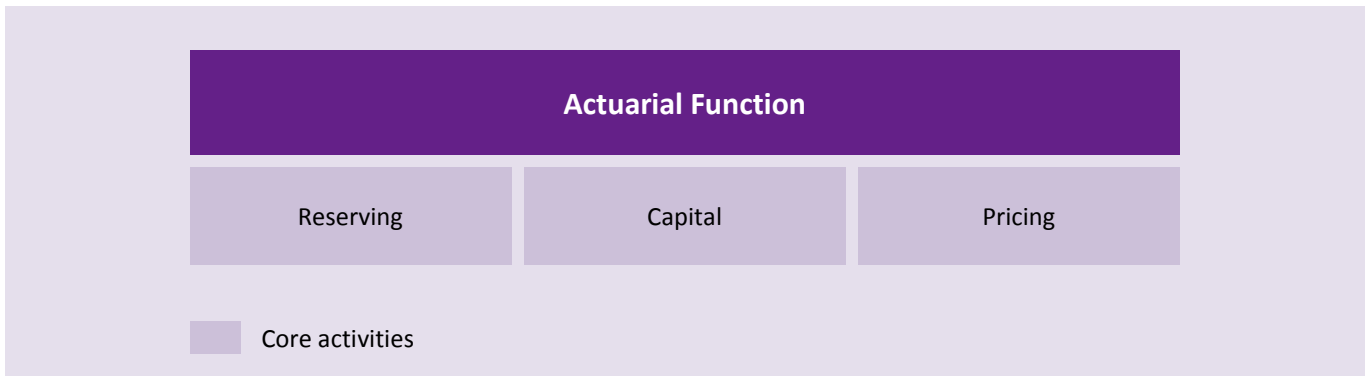 Actuarial Function
Reserving
Capital
Pricing
Core activities